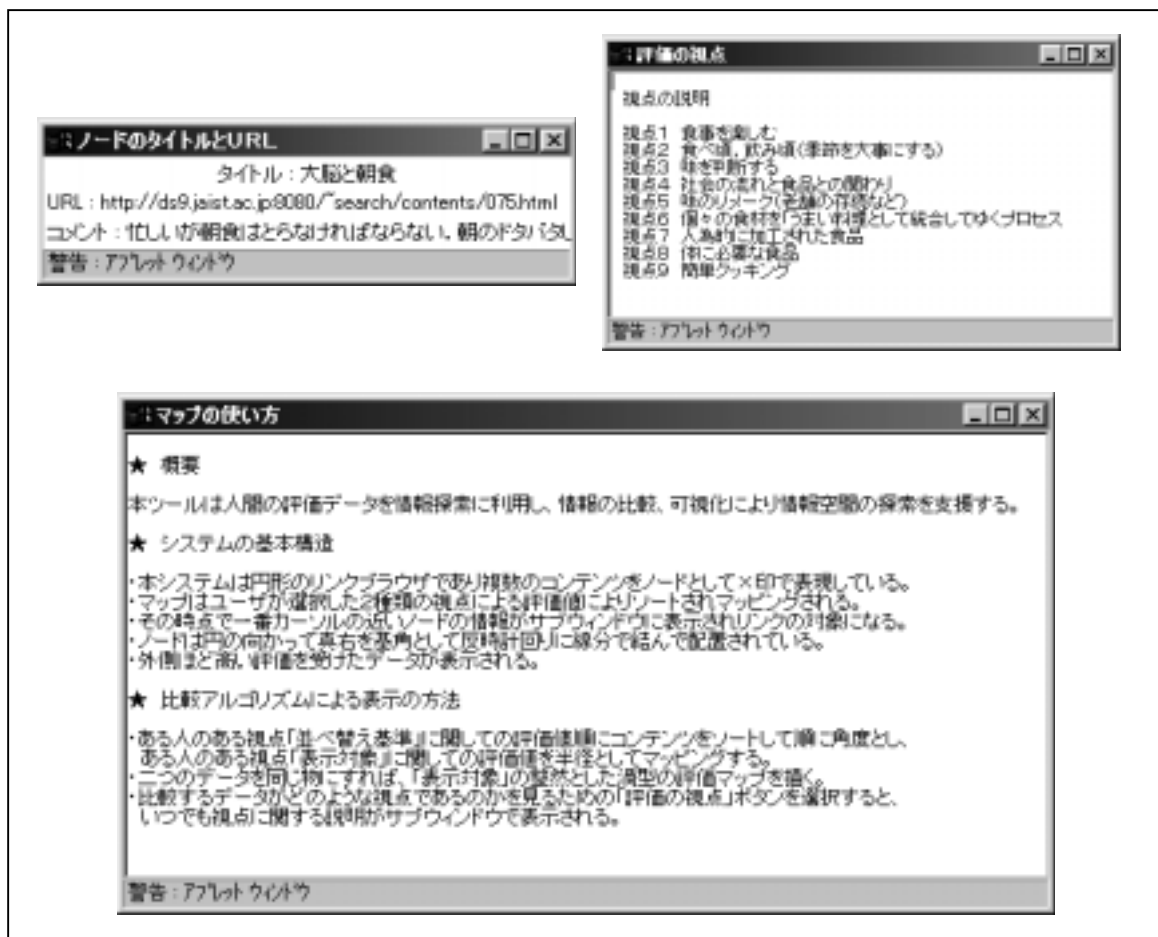 ノードのタイトルとURL
タイトル：大脳と朝食
URL：http://ds9.jaist.ac.jp:8080/~search/contents/075.html
コメント：忙しいが朝食はとらなければならない、朝のドタバタし
警告：アプレット ウィンドウ
評価の視点
視点の説明
視点1 食事を楽しむ
視点2 食べ頃，飲み頃(季節を大事にする)
視点3 味を判断する
視点4 社会の流れと食品との関わり
視点5 味のリメーク(老舗の存続など)
視点6 個々の食材をうまい料理として統合してゆくプロセス
視点7 人為的に加工された食品
視点8 体に必要な食品
視点9 簡単クッキング
警告：アプレット ウィンドウ
マップの使い方
★ 概要
本ツールは人間の評価データを情報探索に利用し、情報の比較、可視化により情報空間の探索を支援する。
★ システムの基本構造
・本システムは円形のリンクブラウザであり複数のコンテンツをノードとして×印で表現している。
・マップはユーザが選択した2種類の視点による評価値によりソートされマッピングされる。
・その時点で一番カーソルの近いノードの情報がサブウィンドウに表示されリンクの対象になる。
・ノードは円の向かって真右を基角として反時計回りに線分で結んで配置されている。
・外側ほど高い評価を受けたデータが表示される。
★ 比較アルゴリズムによる表示の方法
・ある人のある視点「並べ替え基準」に関しての評価値順にコンテンツをソートして順に角度とし、
ある人のある視点「表示対象」に関しての評価値を半径としてマッピングする。
・二つのデータを同じ物にすれば、「表示対象」の整然とした渦型の評価マップを描く。
・比較するデータがどのような視点であるのかを見るための「評価の視点」ボタンを選択すると、
いつでも視点に関する説明がサブウィンドウで表示される。
警告：アプレット ウィンドウ